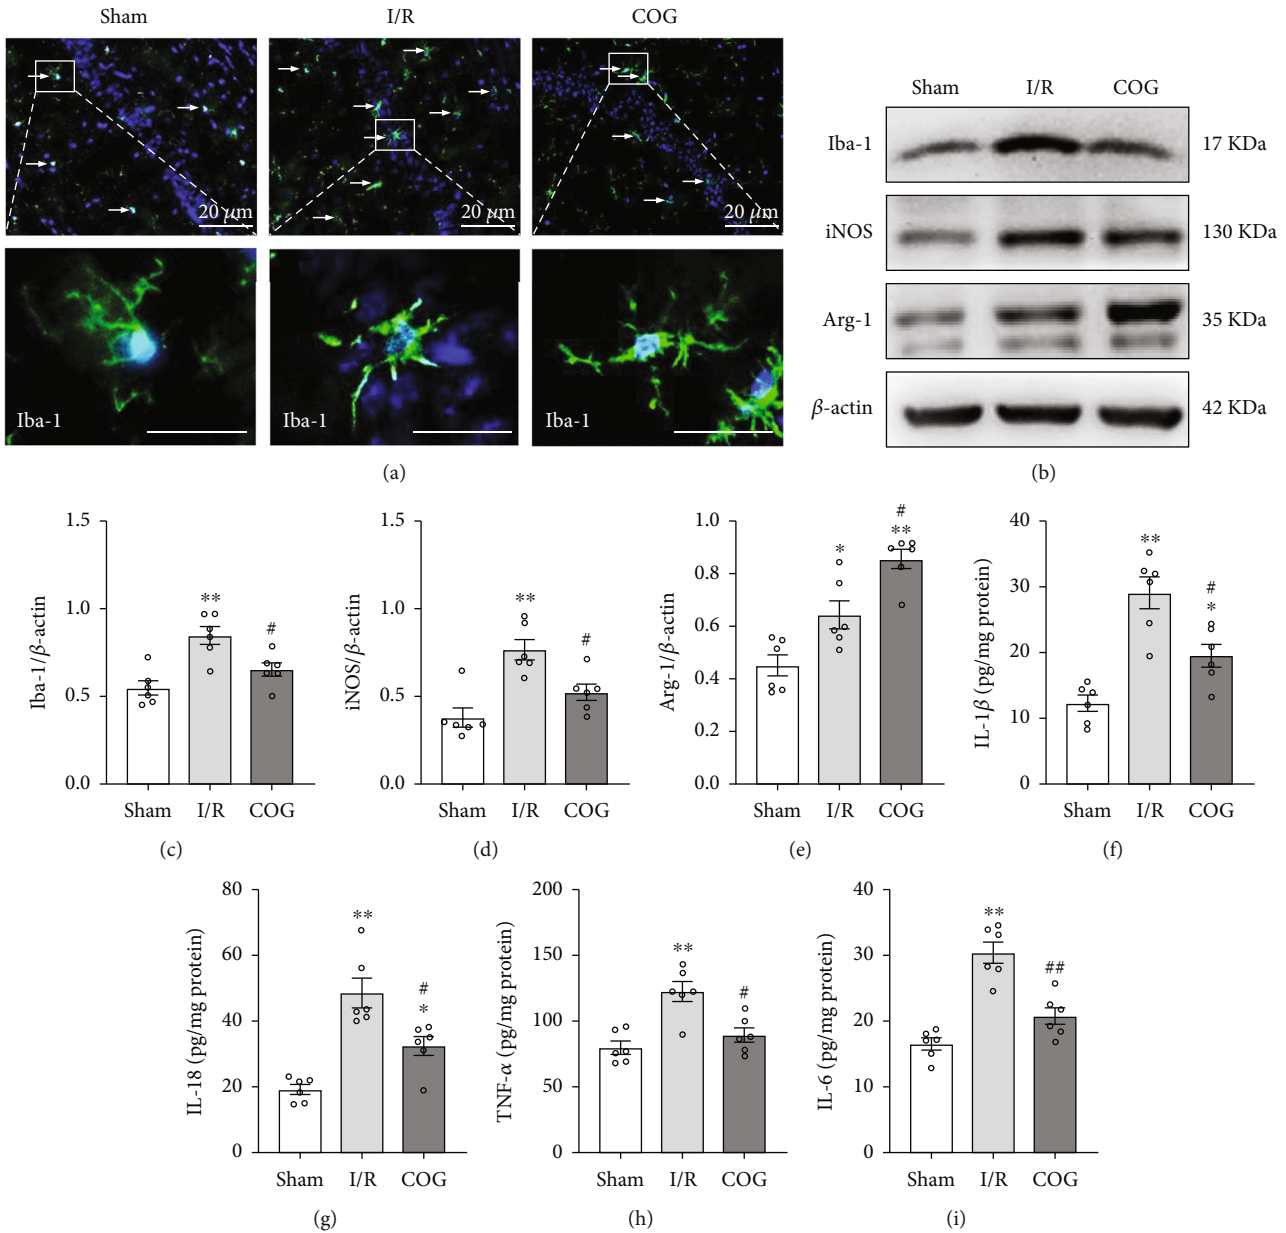 Sham I/R COG
20 μm 20 μm 20 μm
Iba-1 Iba-1 Iba-1
(a)
Sham I/R COG
Iba-1 17 KDa
iNOS 130 KDa
Arg-1 35 KDa
β-actin 42 KDa
(b)
Iba-1/β-actin
1.5
1.0
0.5
0.0
**
#
Sham I/R COG
(c)
iNOS/β-actin
1.5
1.0
0.5
0.0
**
#
Sham I/R COG
(d)
Arg-1/β-actin
1.0
0.8
0.6
0.4
0.2
0.0
*
#
**
Sham I/R COG
(e)
IL-1β (pg/mg protein)
40
30
20
10
0
**
#
*
Sham I/R COG
(f)
IL-18 (pg/mg protein)
80
60
40
20
0
**
#
*
Sham I/R COG
(g)
TNF-α (pg/mg protein)
200
150
100
50
0
**
#
Sham I/R COG
(h)
IL-6 (pg/mg protein)
40
30
20
10
0
**
##
Sham I/R COG
(i)